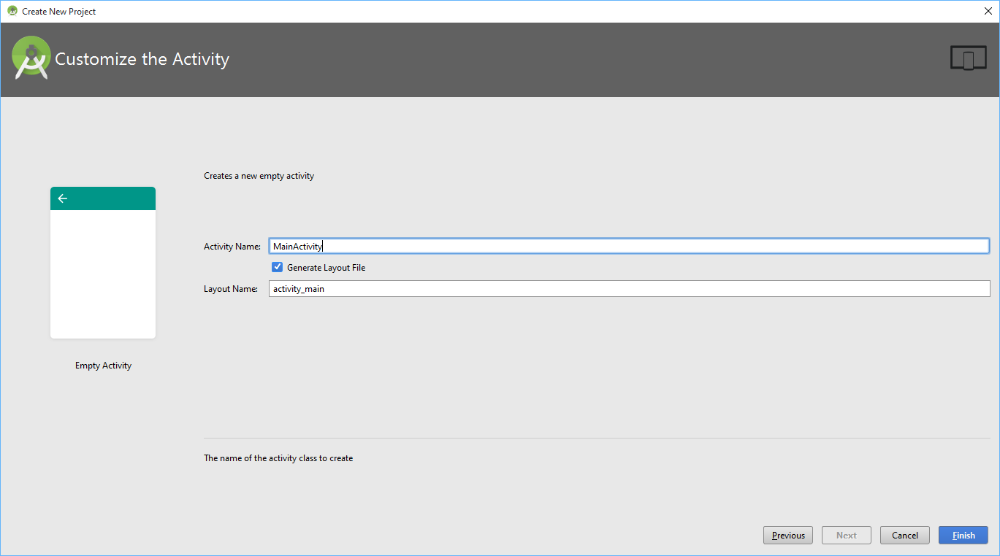 Create New Project
Customize the Activity
Creates a new empty activity
Activity Name: MainActivity
Generate Layout File
Layout Name: activity_main
Empty Activity
The name of the activity class to create
Previous Next Cancel Finish